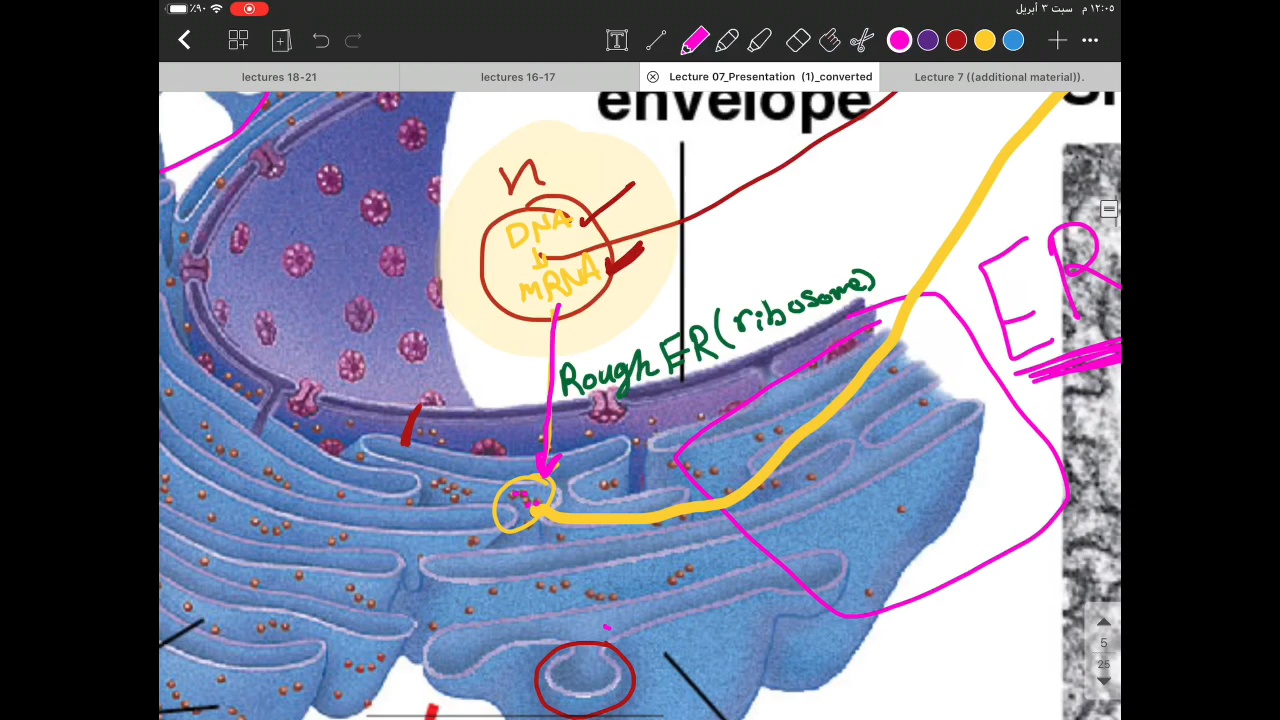 ٪٩٠
١٢:٠٥ م سبت ٣ أبريل
T
lectures 18-21
lectures 16-17
Lecture 07_Presentation (1)_converted
Lecture 7 ((additional material)).
envelope
n
DNA
mRNA
Rough ER (ribosome)
ER
5
25